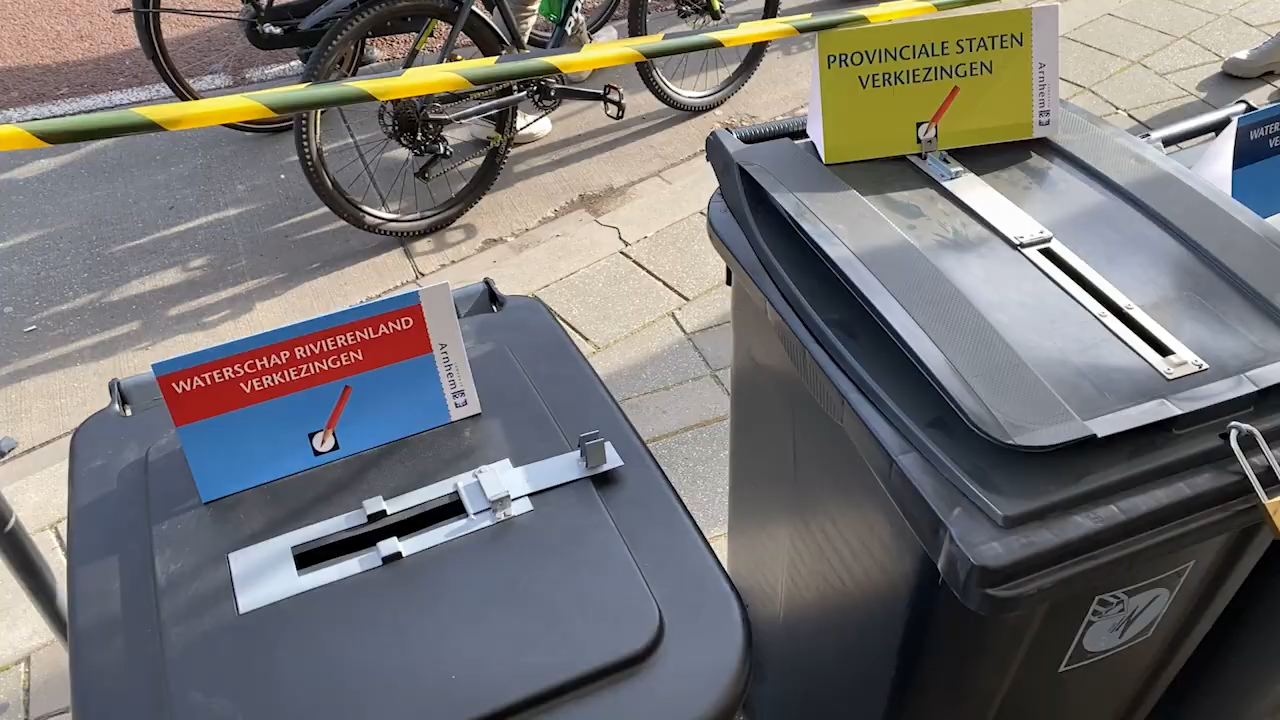 PROVINCIALE STATEN
VERKIEZINGEN
Arnhem
WATERSCHAP RIVIERENLAND
VERKIEZINGEN
Arnhem